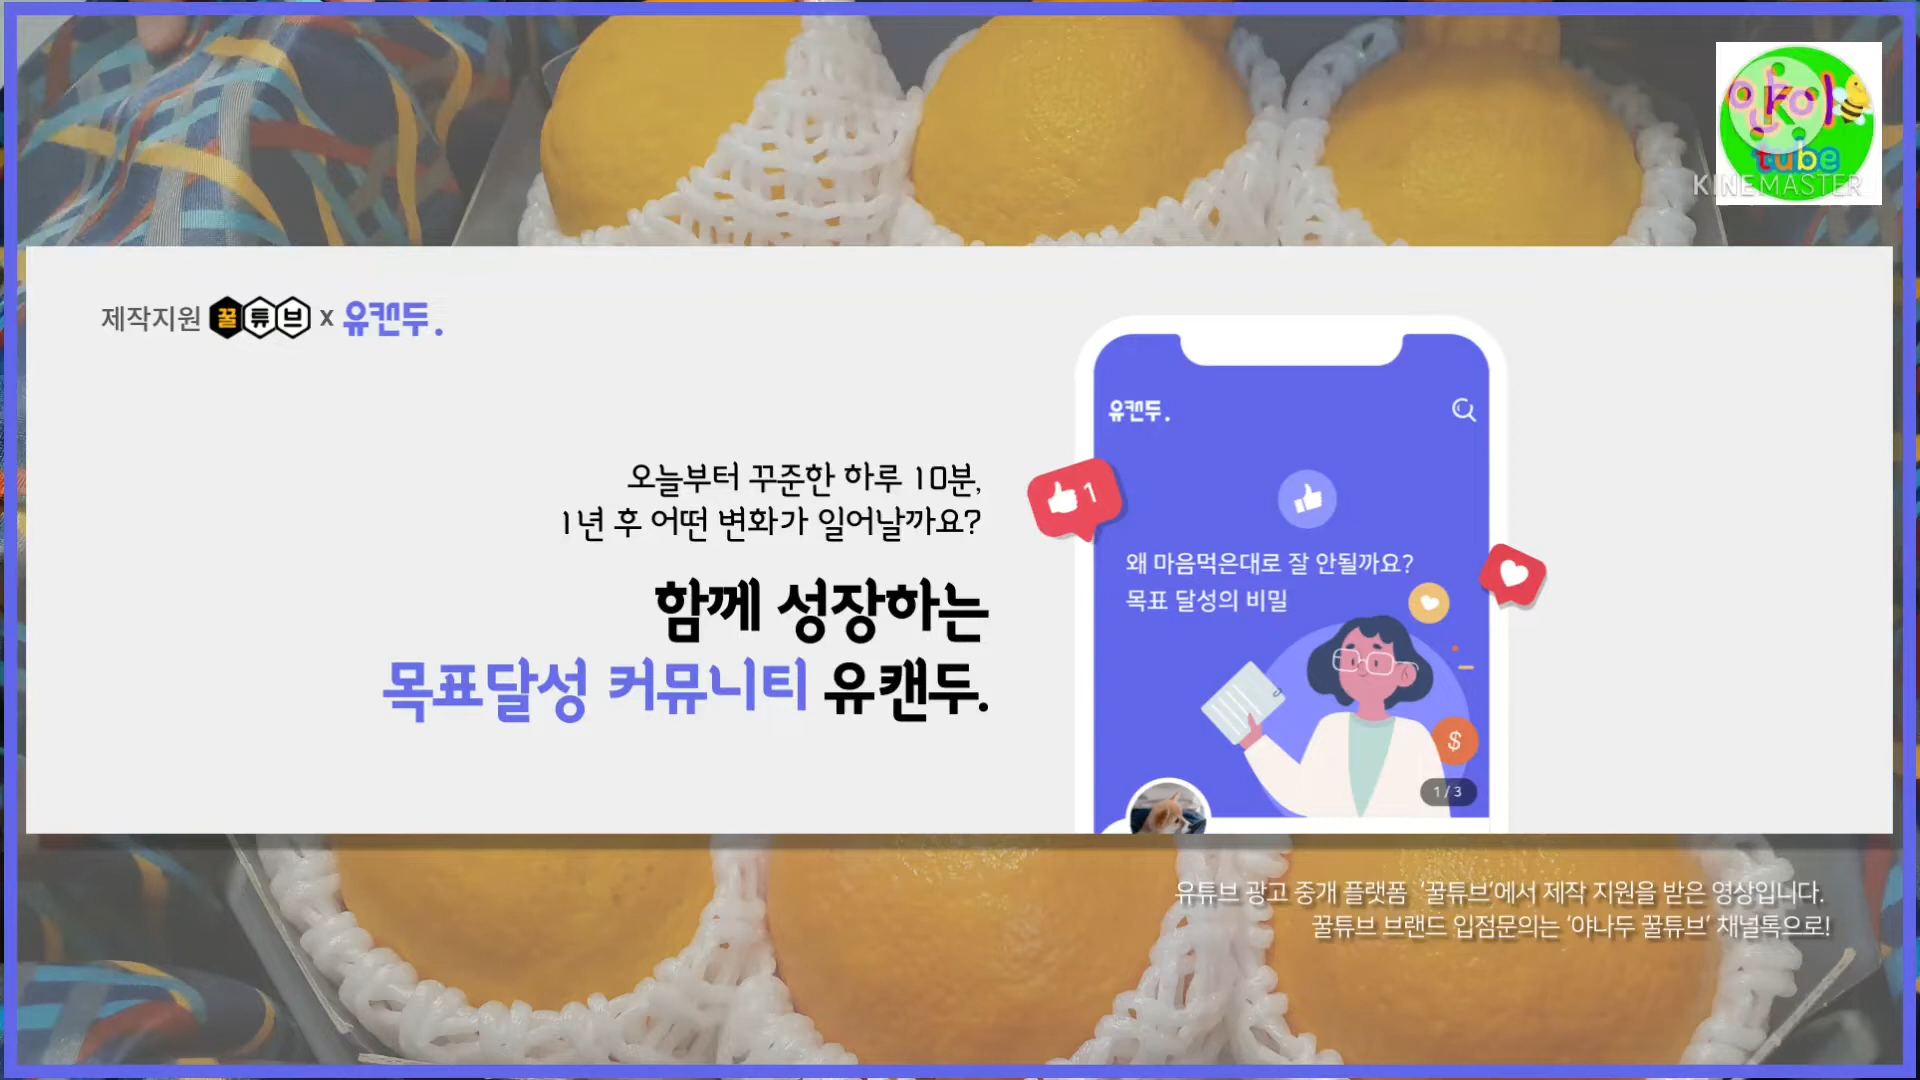 안이
K
tube
KINEMASTER
제작지원 꿀튜브 x 유캔두.
오늘부터 꾸준한 하루 10분,
1년 후 어떤 변화가 일어날까요?
함께 성장하는
목표달성 커뮤니티 유캔두.
유캔두.
1
왜 마음먹은대로 잘 안될까요?
목표 달성의 비밀
$
1/3
유튜브 광고 중개 플랫폼 '꿀튜브'에서 제작 지원을 받은 영상입니다.
꿀튜브 브랜드 입점문의는 '야나두 꿀튜브' 채널톡으로!